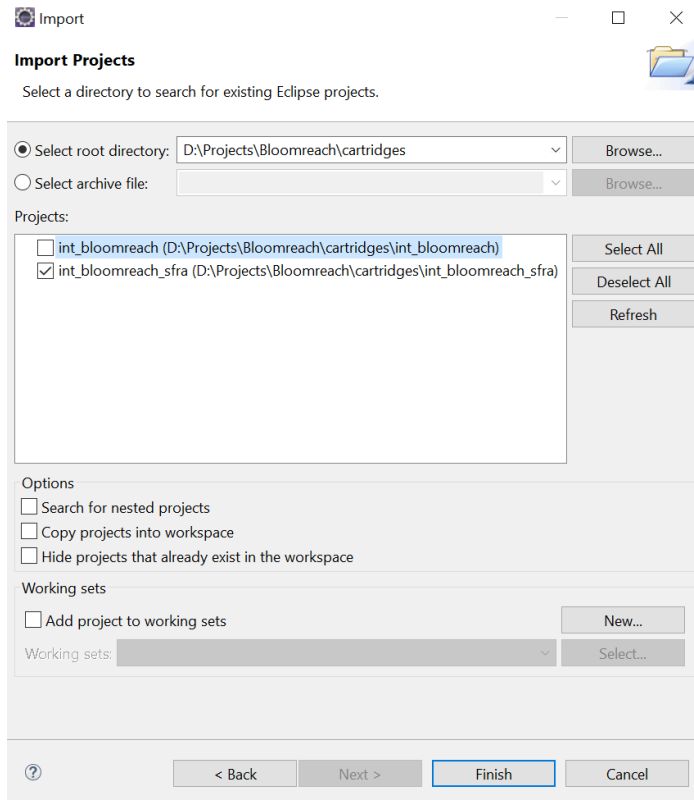 Import
Import Projects
Select a directory to search for existing Eclipse projects.
Select root directory: D:\Projects\Bloomreach\cartridges Browse...
Select archive file: Browse...
Projects:
int_bloomreach (D:\Projects\Bloomreach\cartridges\int_bloomreach) Select All
int_bloomreach_sfra (D:\Projects\Bloomreach\cartridges\int_bloomreach_sfra)
Deselect All
Refresh
Options
Search for nested projects
Copy projects into workspace
Hide projects that already exist in the workspace
Working sets
Add project to working sets New...
Working sets: Select...
? < Back Next > Finish Cancel